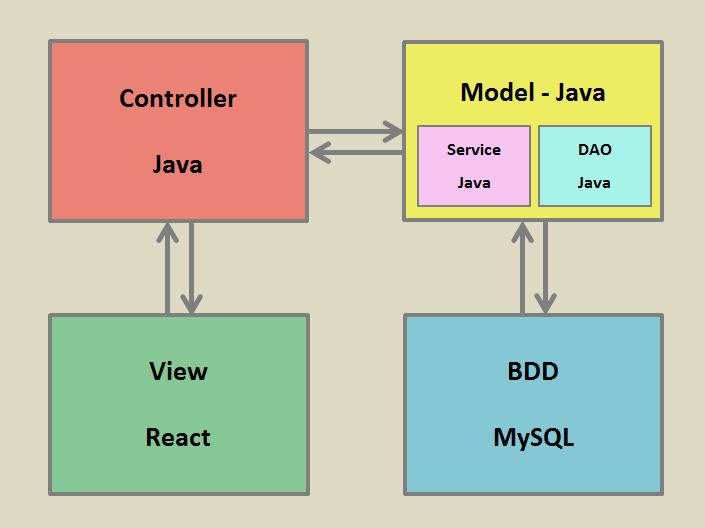 Controller
Java
Model - Java
Service
Java
DAO
Java
View
React
BDD
MySQL